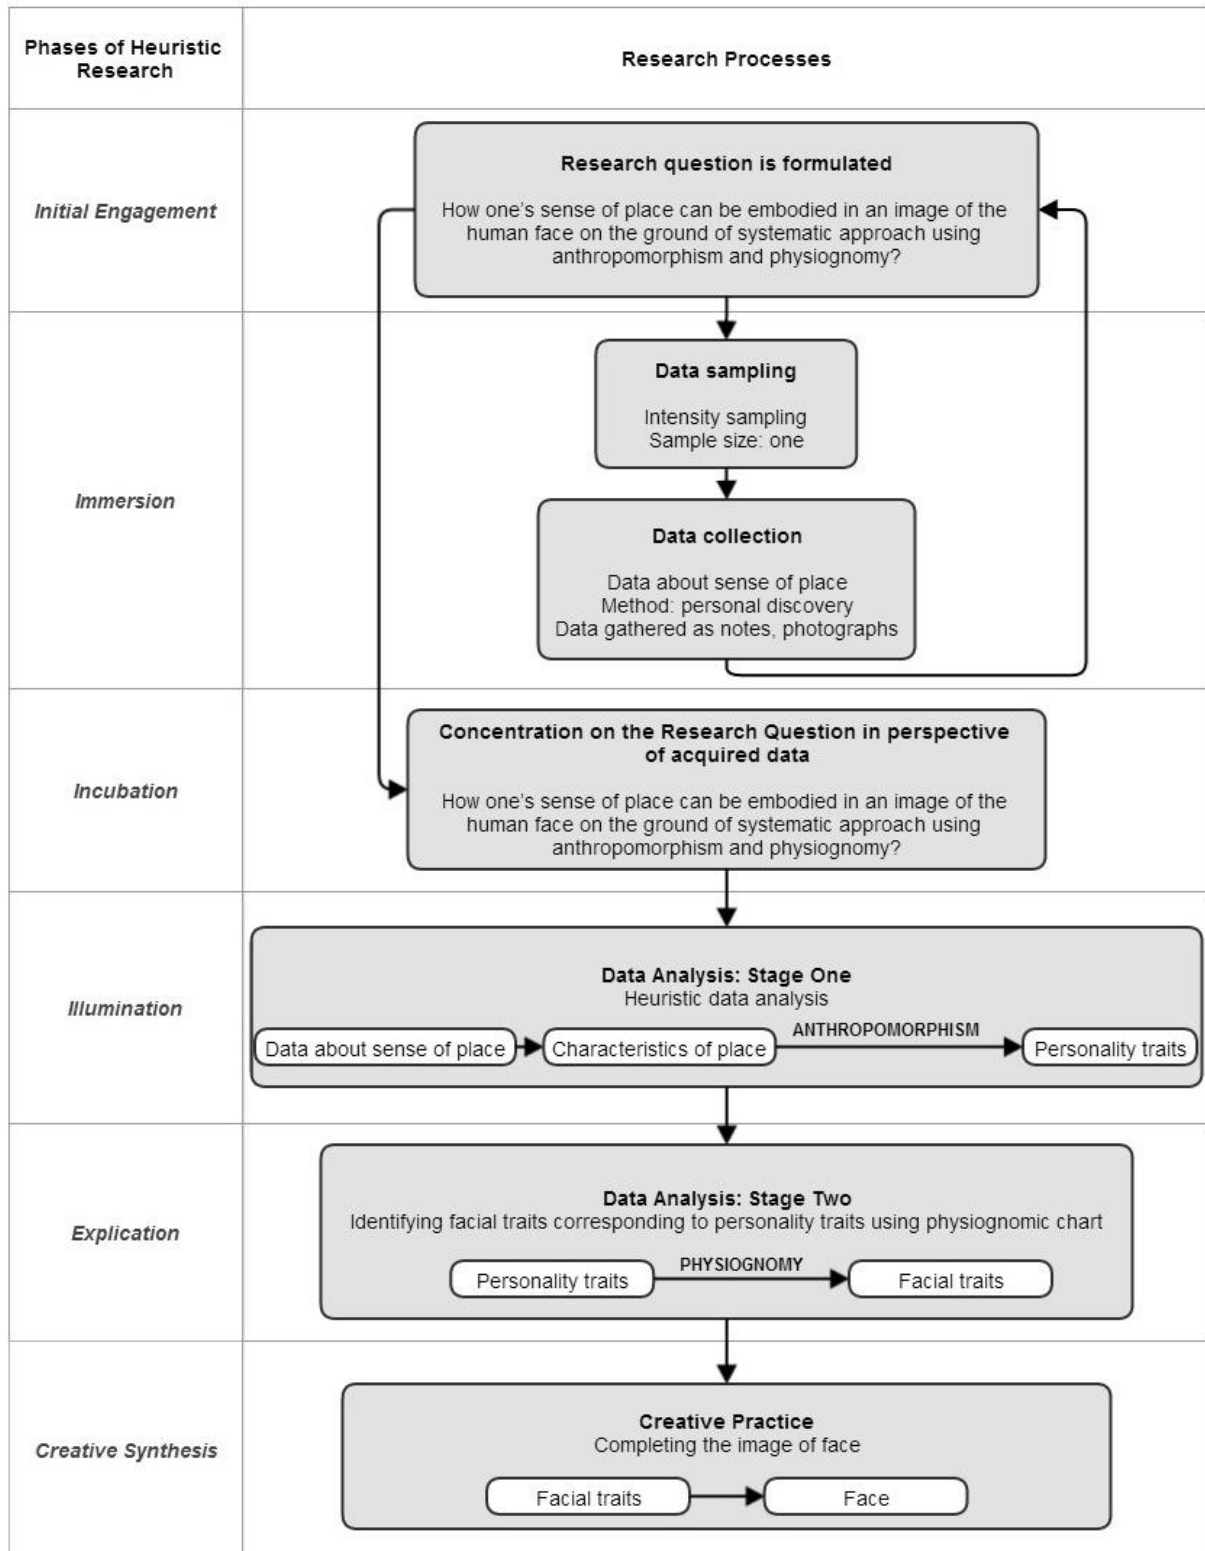 Phases of Heuristic
Research
Research Processes
Initial Engagement
Research question is formulated
How one's sense of place can be embodied in an image of the
human face on the ground of systematic approach using
anthropomorphism and physiognomy?
Immersion
Data sampling
Intensity sampling
Sample size: one
Data collection
Data about sense of place
Method: personal discovery
Data gathered as notes, photographs
Incubation
Concentration on the Research Question in perspective
of acquired data
How one's sense of place can be embodied in an image of the
human face on the ground of systematic approach using
anthropomorphism and physiognomy?
Illumination
Data Analysis: Stage One
Heuristic data analysis
Data about sense of place
Characteristics of place
ANTHROPOMORPHISM
Personality traits
Explication
Data Analysis: Stage Two
Identifying facial traits corresponding to personality traits using physiognomic chart
Personality traits
PHYSIOGNOMY
Facial traits
Creative Synthesis
Creative Practice
Completing the image of face
Facial traits
Face